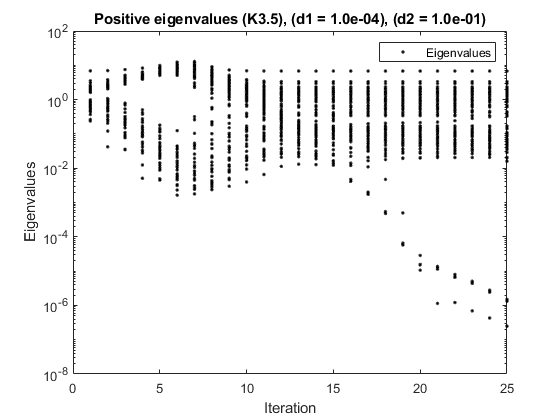 Positive eigenvalues (K3.5), (d1 = 1.0e-04), (d2 = 1.0e-01)
Eigenvalues
10^2
10^0
10^-2
10^-4
10^-6
10^-8
Eigenvalues
0 5 10 15 20 25
Iteration